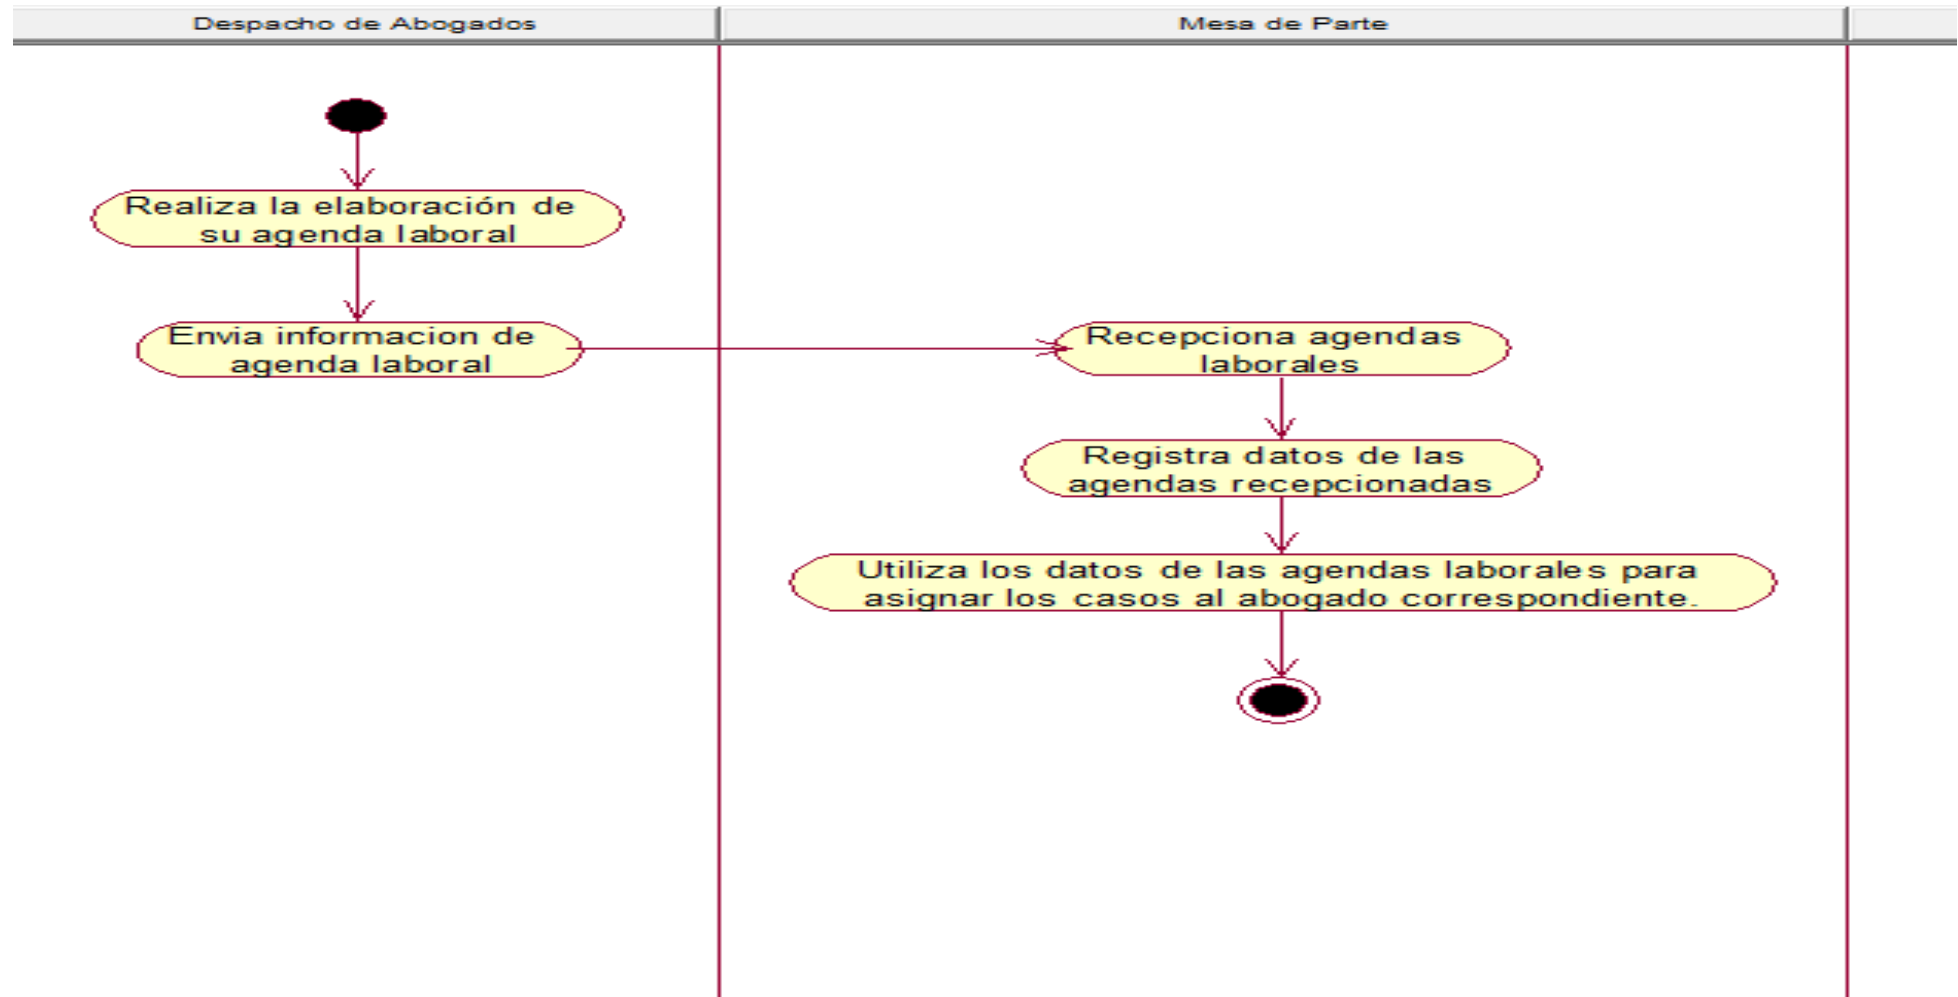 Despacho de Abogados
Mesa de Parte
Realiza la elaboración de
su agenda laboral
Envia informacion de
agenda laboral
Recepciona agendas
laborales
Registra datos de las
agendas recepcionadas
Utiliza los datos de las agendas laborales para
asignar los casos al abogado correspondiente.